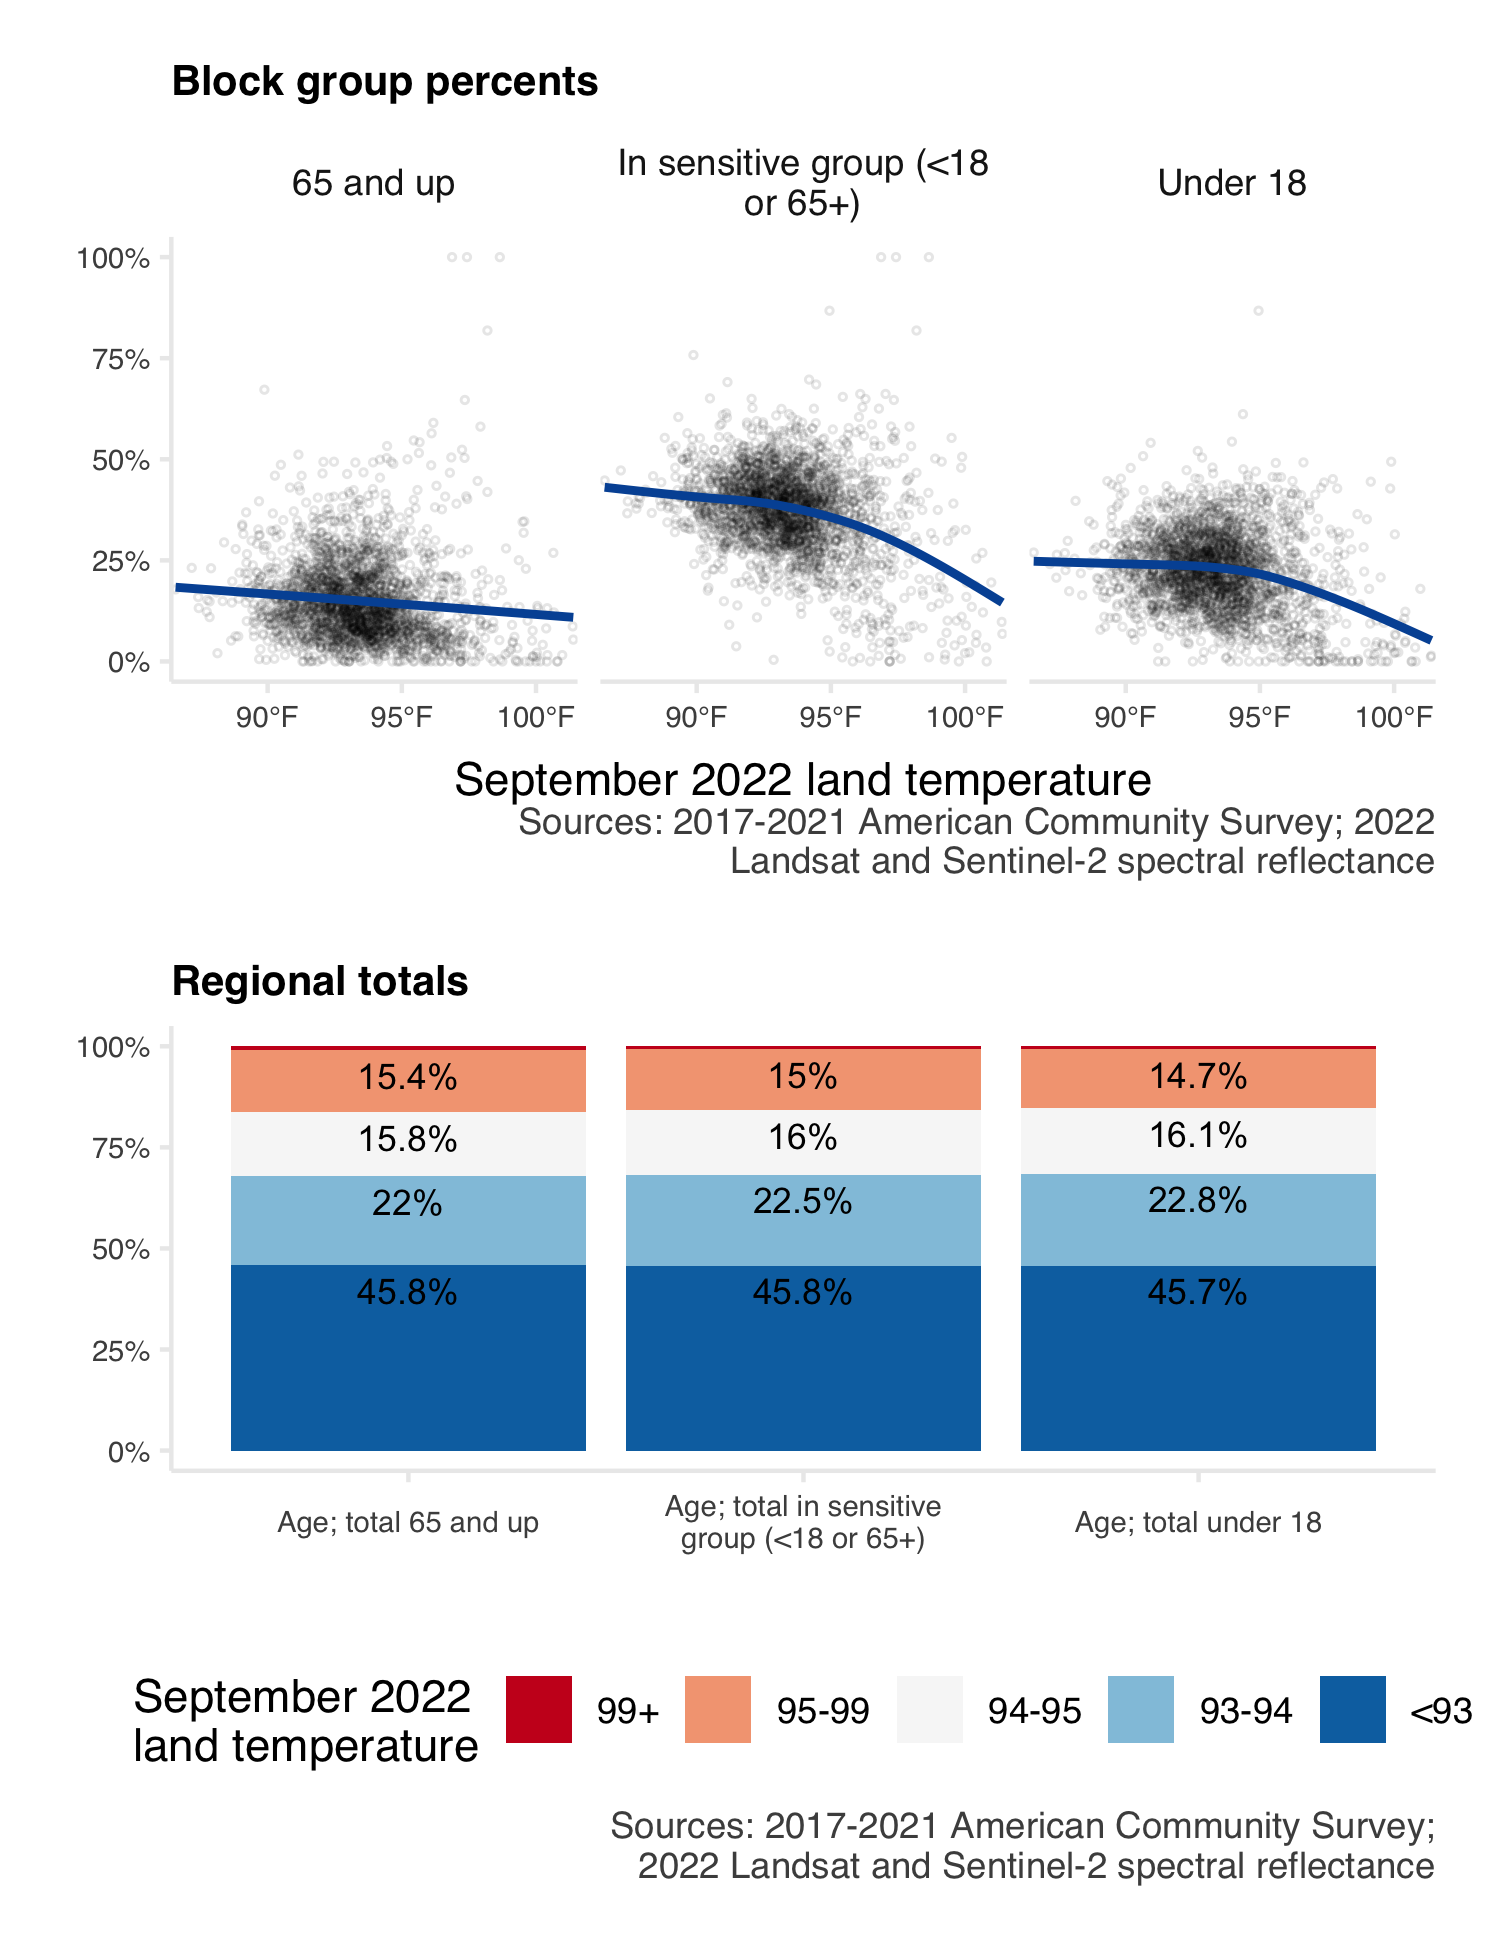 Block group percents
65 and up
In sensitive group (<18
or 65+)
Under 18
100%
75%
50%
25%
0%
90°F 95°F 100°F 90°F 95°F 100°F 90°F 95°F 100°F
September 2022 land temperature
Sources: 2017-2021 American Community Survey; 2022
Landsat and Sentinel-2 spectral reflectance
Regional totals
100%
75%
50%
25%
0%
15.4% 15% 14.7%
15.8% 16% 16.1%
22% 22.5% 22.8%
45.8% 45.8% 45.7%
Age; total 65 and up
Age; total in sensitive
group (<18 or 65+)
Age; total under 18
September 2022
land temperature
99+ 95-99 94-95 93-94 <93
Sources: 2017-2021 American Community Survey;
2022 Landsat and Sentinel-2 spectral reflectance